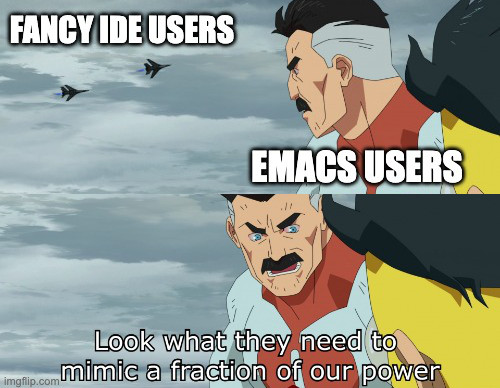 FANCY IDE USERS
EMACS USERS
Look what they need to
mimic a fraction of our power
imgflip.com